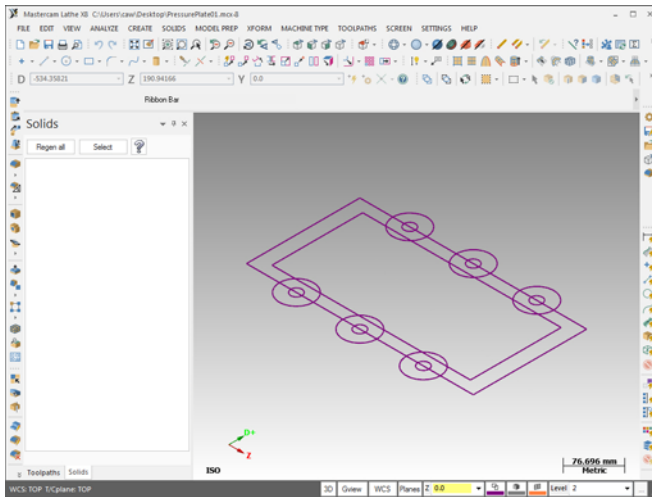 Mastercam Lathe X8 C:\Users\caw\Desktop\PressurePlate01.mcx-8
FILE EDIT VIEW ANALYZE CREATE SOLIDS MODEL PREP XFORM MACHINE TYPE TOOLPATHS SCREEN SETTINGS HELP
D -534.35821 Z 190.94166 Y 0.0
Ribbon Bar
Solids
Regen all Select
D+
Z
ISO
76.696 mm
Metric
Toolpaths Solids
WCS: TOP T/Cplane: TOP 3D Gview WCS Planes Z 0.0 Level 2